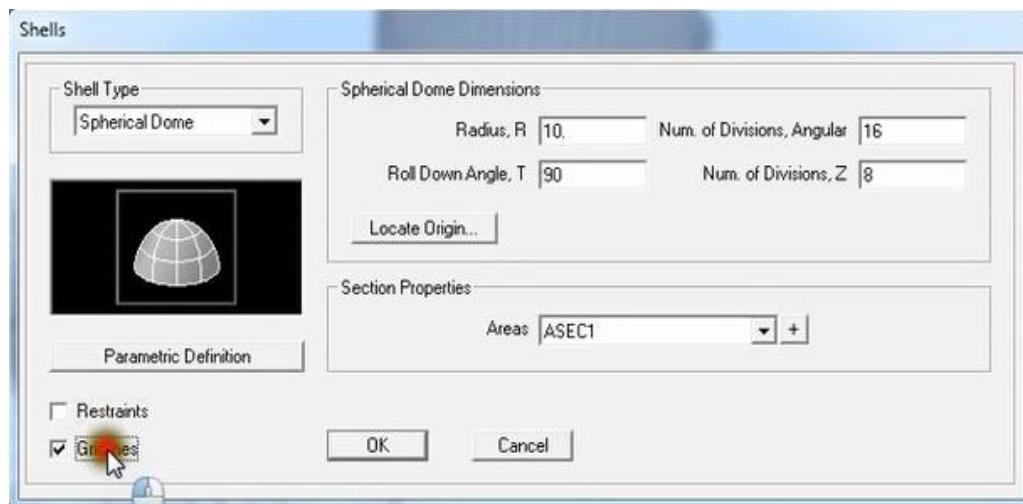 Shells
Shell Type
Spherical Dome
Parametric Definition
Restraints
Spherical Dome Dimensions
Radius, R 10. Num. of Divisions, Angular 16
Roll Down Angle, T 90 Num. of Divisions, Z 8
Locate Origin...
Section Properties
Areas ASEC1 +
OK Cancel